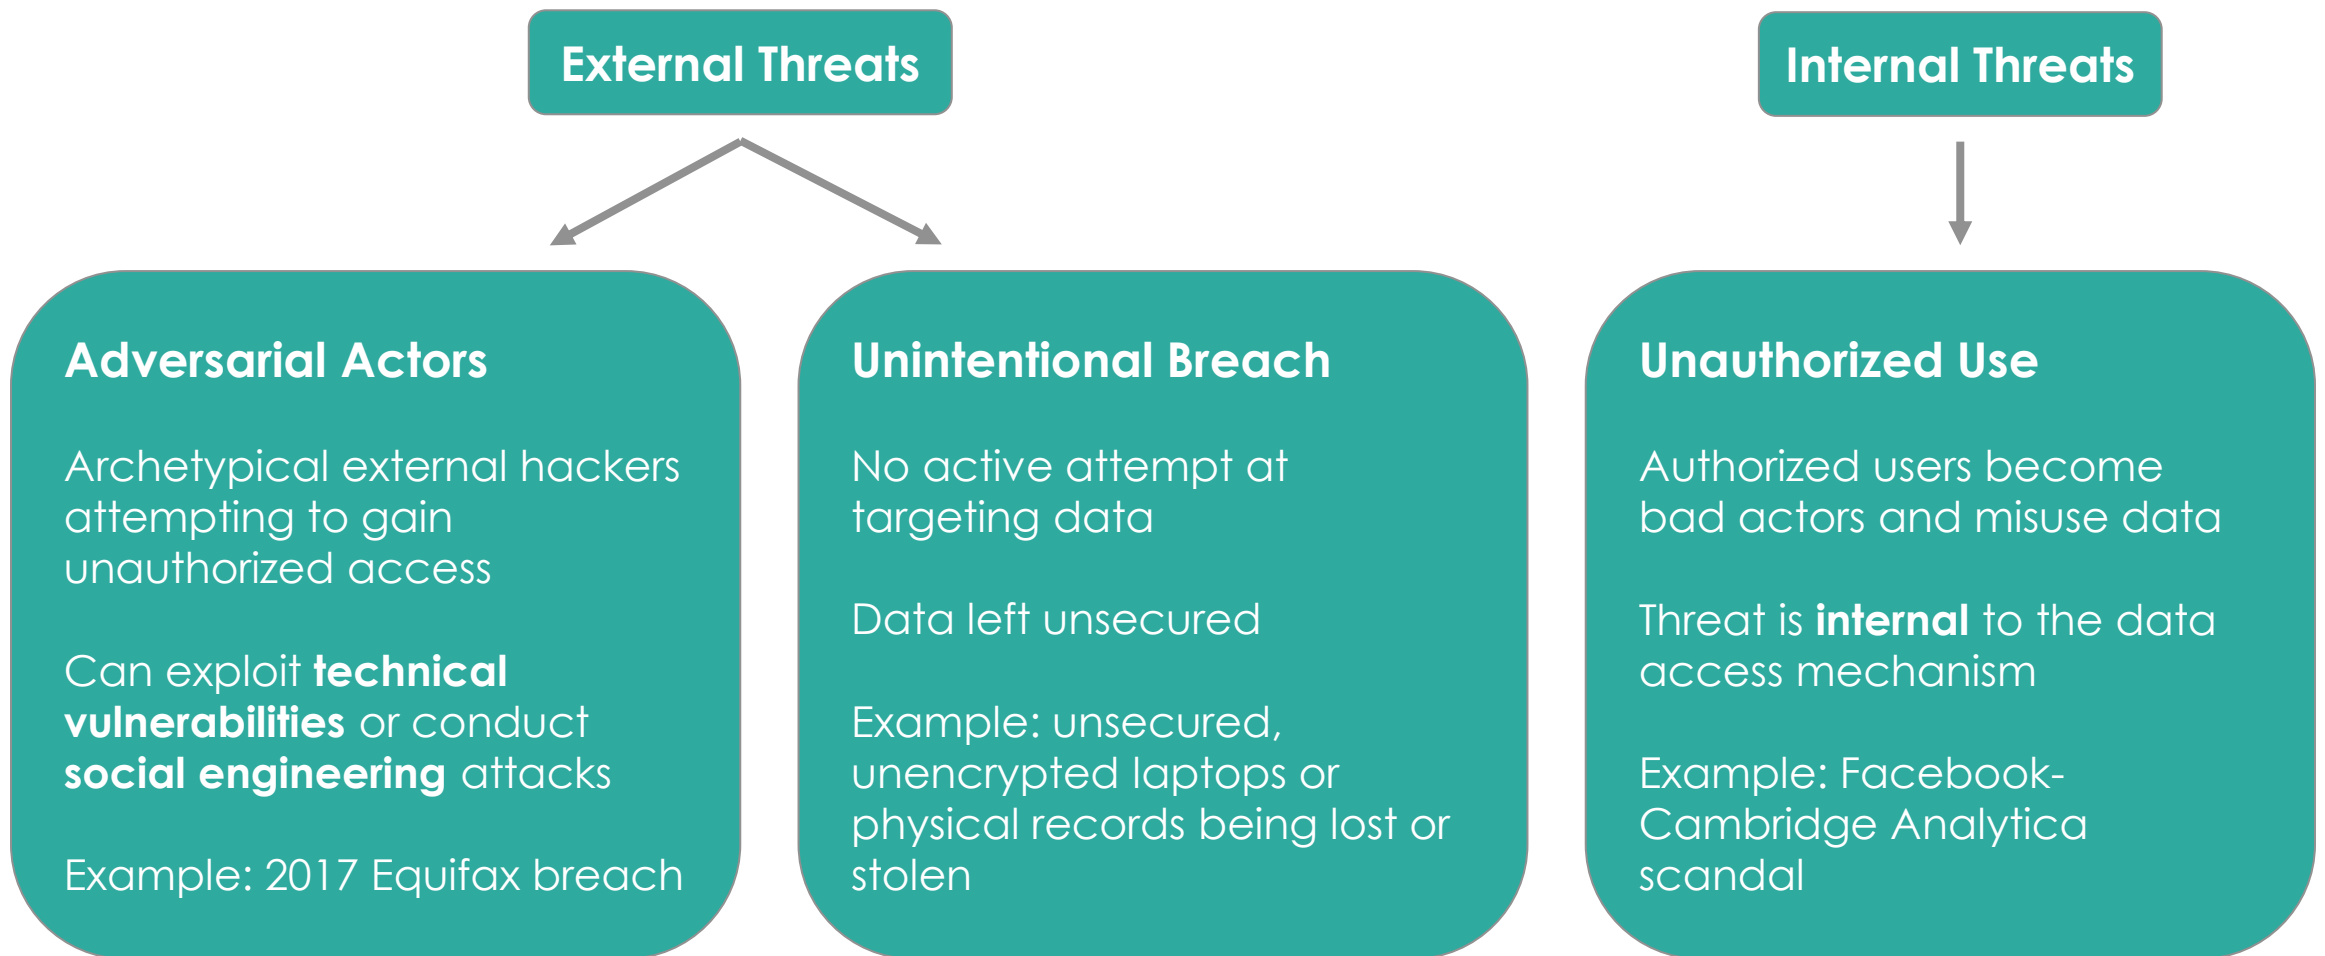 External Threats
Internal Threats
Adversarial Actors
Archetypical external hackers
attempting to gain
unauthorized access
Can exploit technical
vulnerabilities or conduct
social engineering attacks
Example: 2017 Equifax breach
Unintentional Breach
No active attempt at
targeting data
Data left unsecured
Example: unsecured,
unencrypted laptops or
physical records being lost or
stolen
Unauthorized Use
Authorized users become
bad actors and misuse data
Threat is internal to the data
access mechanism
Example: Facebook-
Cambridge Analytica
scandal